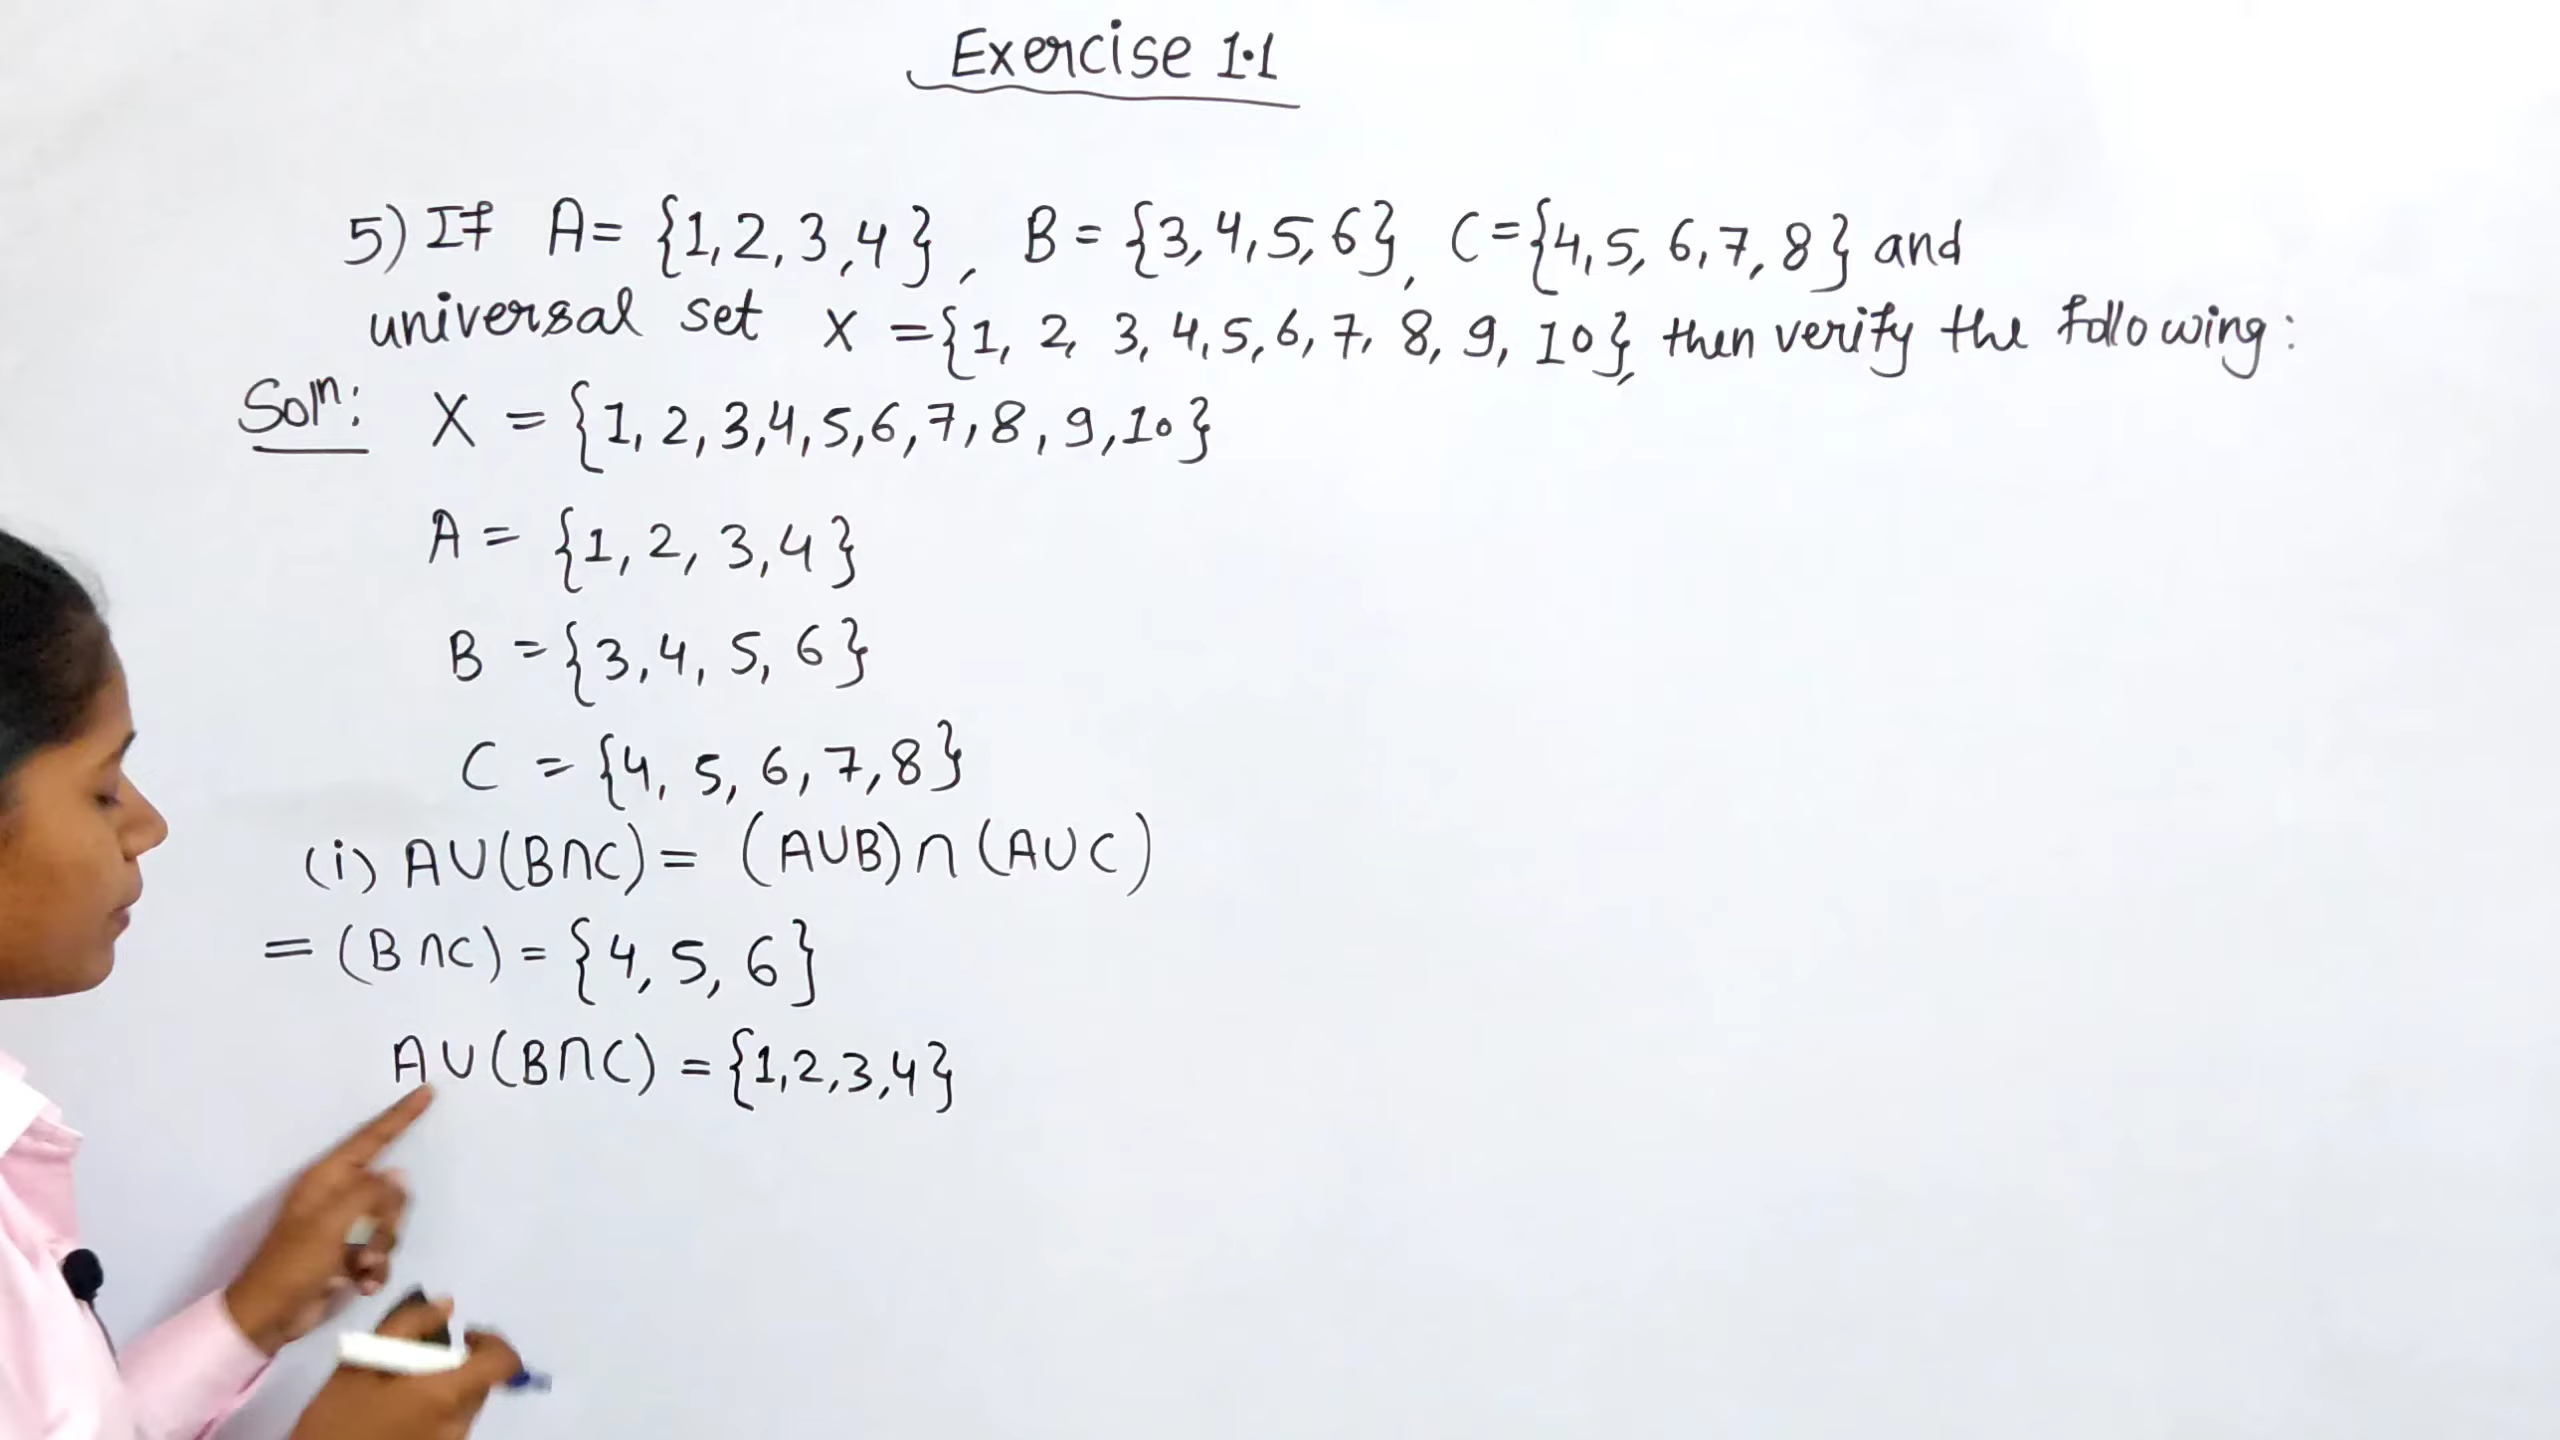 Exercise 1.1
5) If A= {1,2,3,4}, B = {3,4,5,6}, C={4,5,6,7,8} and
universal set X ={1, 2, 3, 4,5,6,7, 8, 9, 10}, then verify the following:
Solⁿ: X = {1,2,3,4,5,6,7,8,9,10}
A = {1,2,3,4}
B ={3,4,5,6}
C = {4,5,6,7,8}
(i) A∪(B∩C)= (A∪B)∩(A∪C)
= (B∩C) = {4,5,6}
A∪(B∩C) = {1,2,3,4}